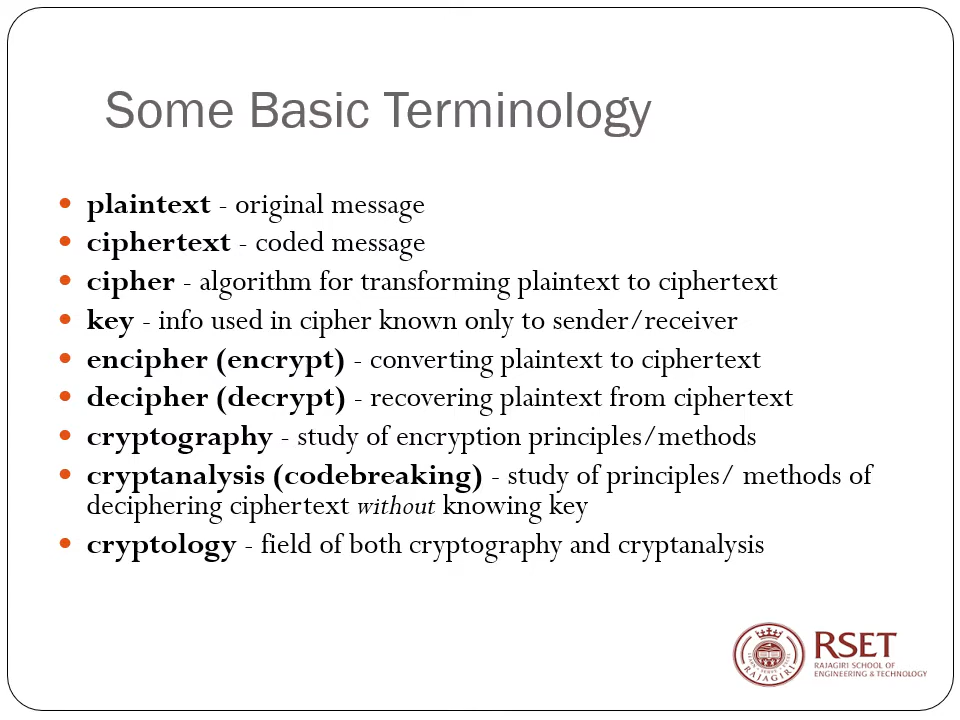 Some Basic Terminology
• plaintext - original message
• ciphertext - coded message
• cipher - algorithm for transforming plaintext to ciphertext
• key - info used in cipher known only to sender/receiver
• encipher (encrypt) - converting plaintext to ciphertext
• decipher (decrypt) - recovering plaintext from ciphertext
• cryptography - study of encryption principles/methods
• cryptanalysis (codebreaking) - study of principles/ methods of
deciphering ciphertext without knowing key
• cryptology - field of both cryptography and cryptanalysis
RAJAGIRI
RSET
RAJAGIRI SCHOOL OF
ENGINEERING & TECHNOLOGY